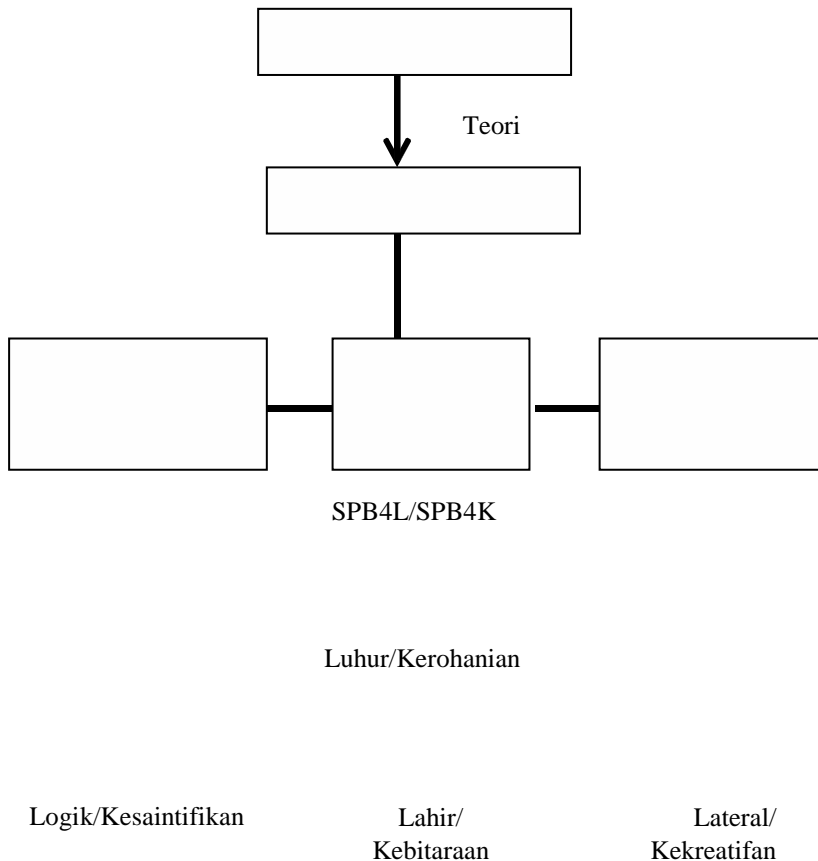 Teori
SPB4L/SPB4K
Luhur/Kerohanian
Logik/Kesaintifikan
Lahir/
Kebitaraan
Lateral/
Kekreatifan